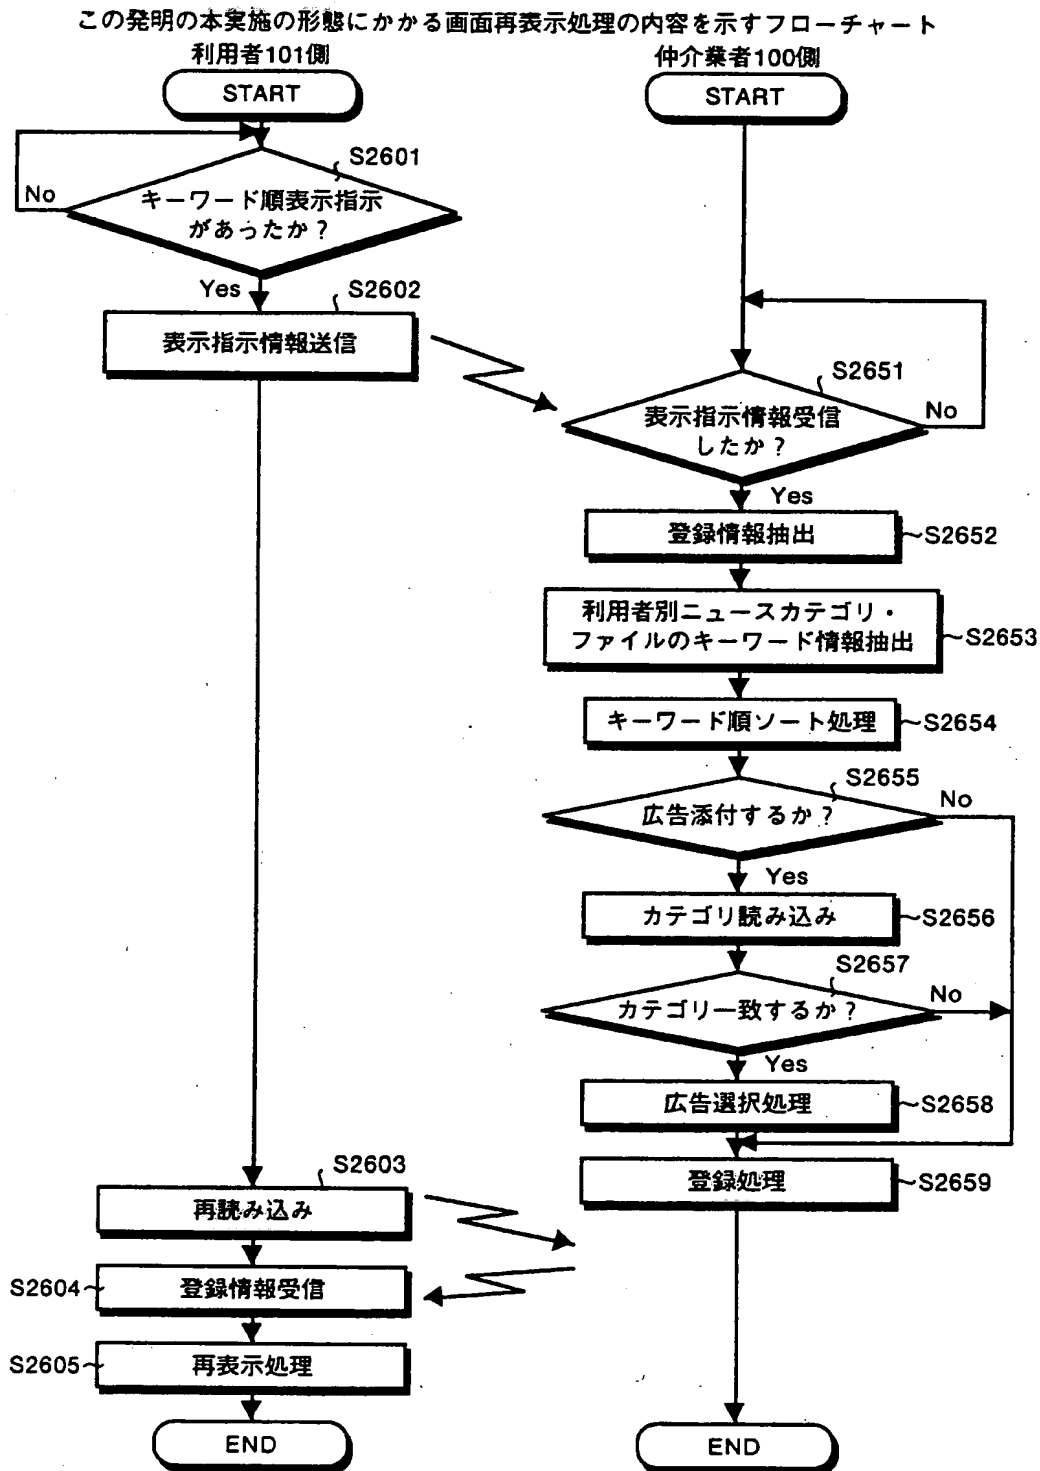 この発明の本実施の形態にかかる画面再表示処理の内容を示すフローチャート
利用者101側
START
S2601
No
キーワード順表示指示
があったか？
Yes
S2602
表示指示情報送信
S2603
再読み込み
S2604
登録情報受信
S2605
再表示処理
END
仲介業者100側
START
S2651
表示指示情報受信
したか？
No
Yes
登録情報抽出
S2652
利用者別ニュースカテゴリ・
ファイルのキーワード情報抽出
S2653
キーワード順ソート処理
S2654
S2655
広告添付するか？
No
Yes
カテゴリ読み込み
S2656
S2657
カテゴリ一致するか？
No
Yes
広告選択処理
S2658
登録処理
S2659
END